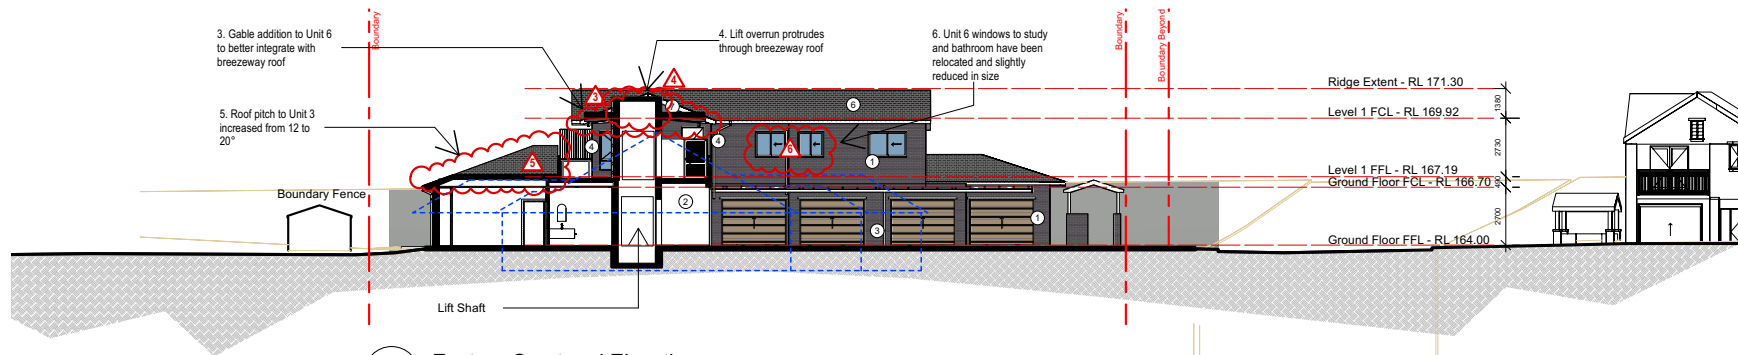 3. Gable addition to Unit 6
to better integrate with
breezeway roof
Boundary
4. Lift overrun protrudes
through breezeway roof
6. Unit 6 windows to study
and bathroom have been
relocated and slightly
reduced in size
Boundary
Boundary Beyond
5. Roof pitch to Unit 3
increased from 12 to
20°
3
4
7
6
4
4
6
1
5
2
3
1
Ridge Extent - RL 171.30
1380
Level 1 FCL - RL 169.92
2730
Level 1 FFL - RL 167.19
Ground Floor FCL - RL 166.70
2700
Ground Floor FFL - RL 164.00
Boundary Fence
Lift Shaft